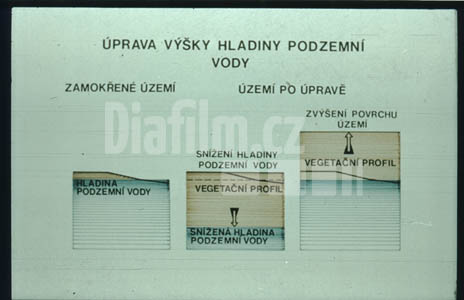 ÚPRAVA VÝŠKY HLADINY PODZEMNÍ
VODY
ZAMOKŘENÉ ÚZEMÍ
ÚZEMÍ PO ÚPRAVĚ
Diafilm.cz
HLADINA
PODZEMNÍ VODY
SNÍŽENÍ HLADINY
PODZEMNÍ VODY
VEGETAČNÍ PROFIL
SNÍŽENÁ HLADINA
PODZEMNÍ VODY
ZVÝŠENÍ POVRCHU
ÚZEMÍ
VEGETAČNÍ PROFIL